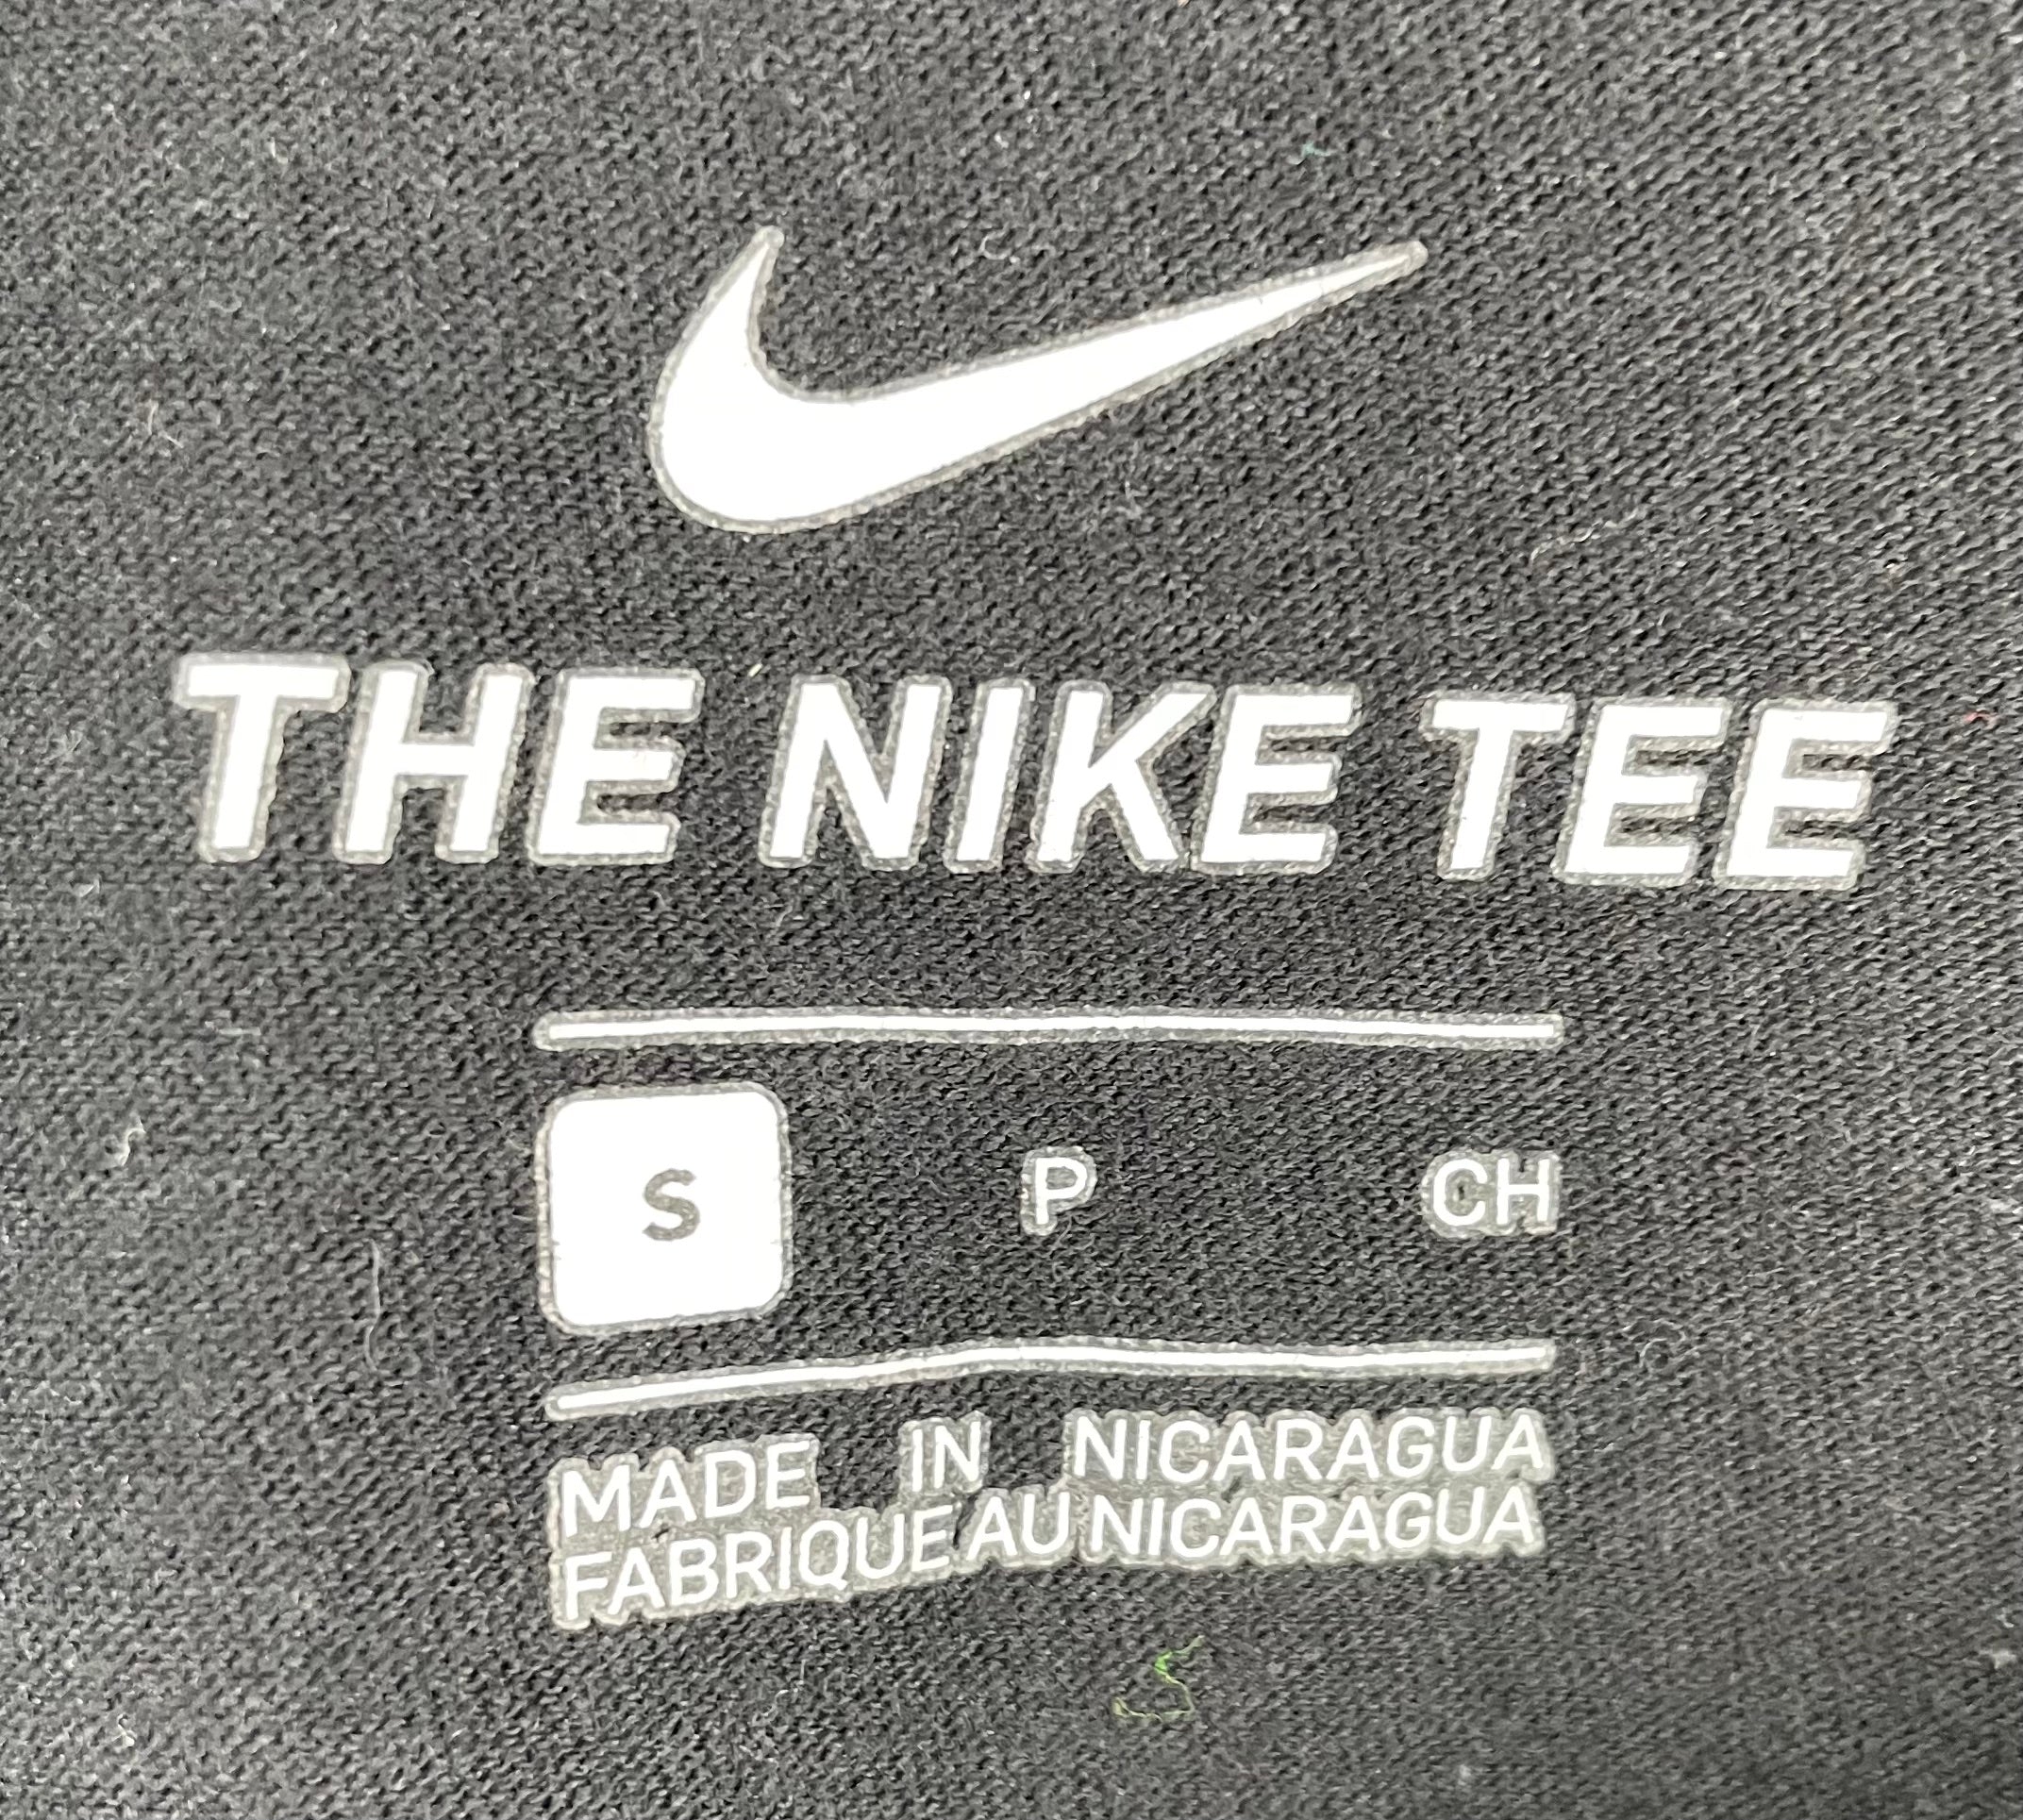 THE NIKE TEE
S P CH
MADE IN NICARAGUA
FABRIQUE AU NICARAGUA